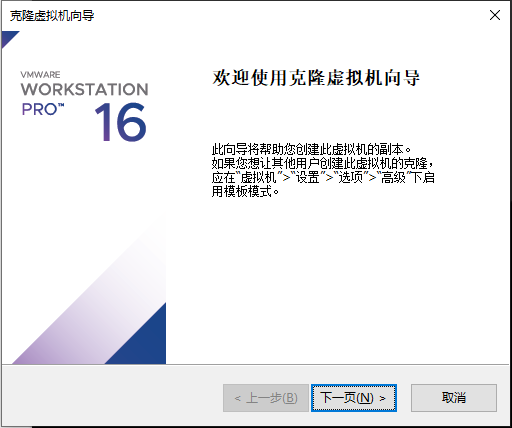 克隆虚拟机向导
VMWARE
WORKSTATION
PRO™ 16
欢迎使用克隆虚拟机向导
此向导将帮助您创建此虚拟机的副本。
如果您想让其他用户创建此虚拟机的克隆，
应在“虚拟机”>“设置”>“选项”>“高级”下启
用模板模式。
< 上一步(B)
下一页(N) >
取消